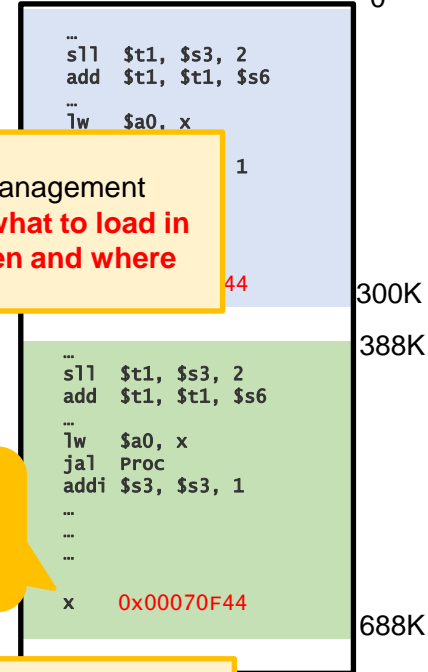 0
…
sll $t1, $s3, 2
add $t1, $t1, $s6
…
lw $a0, x
1
anagement
what to load in
en and where
44
300K
388K
…
sll $t1, $s3, 2
add $t1, $t1, $s6
…
lw $a0, x
jal Proc
addi $s3, $s3, 1
…
…
…
x 0x00070F44
688K